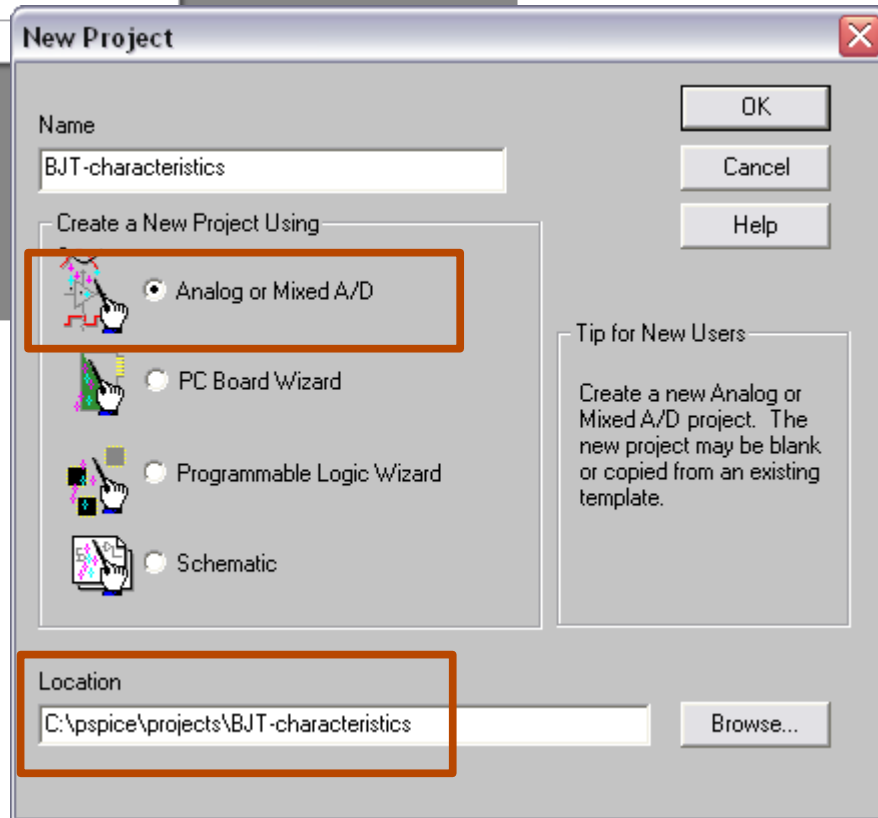 New Project
Name
BJT-characteristics
OK
Cancel
Help
Create a New Project Using
Analog or Mixed A/D
PC Board Wizard
Programmable Logic Wizard
Schematic
Tip for New Users
Create a new Analog or
Mixed A/D project. The
new project may be blank
or copied from an existing
template.
Location
C:\pspice\projects\BJT-characteristics
Browse...